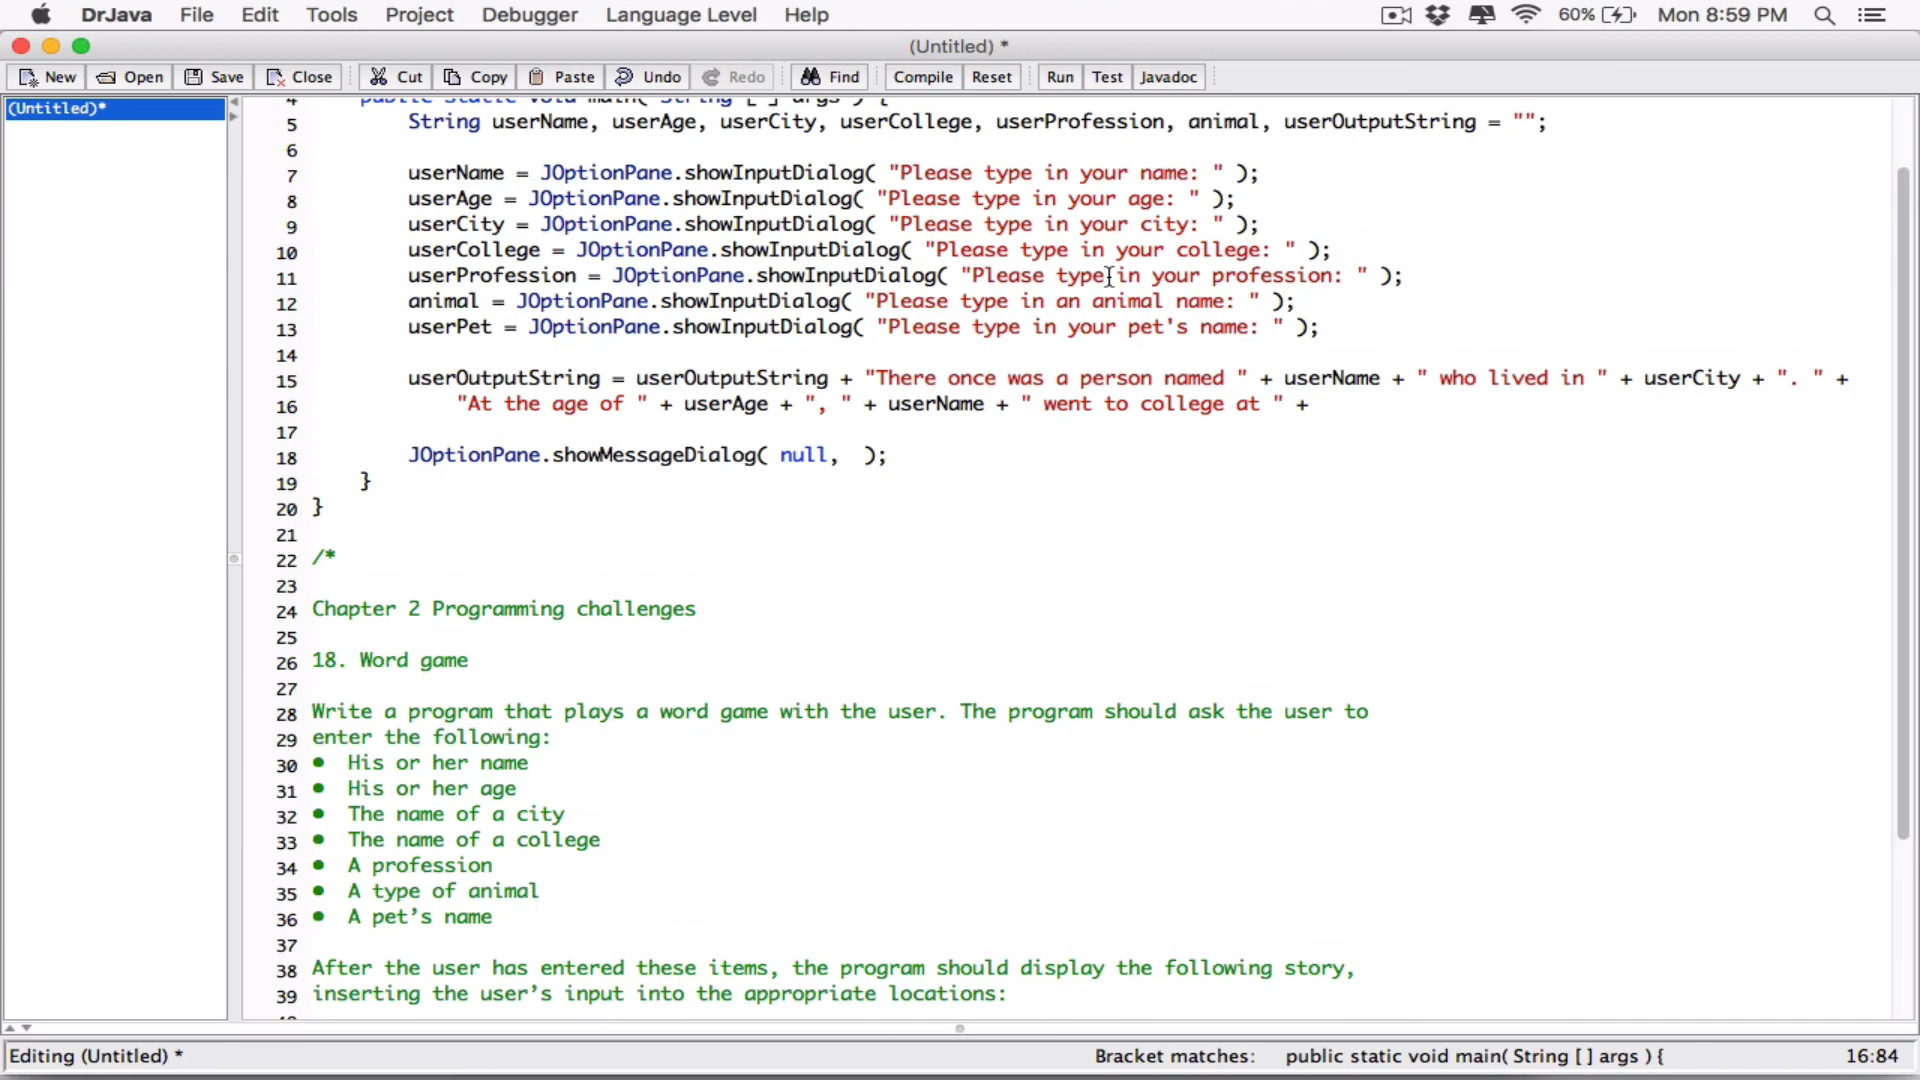 DrJava File Edit Tools Project Debugger Language Level Help 60% Mon 8:59 PM
(Untitled) *
New Open Save Close Cut Copy Paste Undo Redo Find Compile Reset Run Test Javadoc
(Untitled)*
4 public static void main( String [ ] args ) {
5 String userName, userAge, userCity, userCollege, userProfession, animal, userOutputString = "";
6
7 userName = JOptionPane.showInputDialog( "Please type in your name: " );
8 userAge = JOptionPane.showInputDialog( "Please type in your age: " );
9 userCity = JOptionPane.showInputDialog( "Please type in your city: " );
10 userCollege = JOptionPane.showInputDialog( "Please type in your college: " );
11 userProfession = JOptionPane.showInputDialog( "Please type in your profession: " );
12 animal = JOptionPane.showInputDialog( "Please type in an animal name: " );
13 userPet = JOptionPane.showInputDialog( "Please type in your pet's name: " );
14
15 userOutputString = userOutputString + "There once was a person named " + userName + " who lived in " + userCity + ". " +
16 "At the age of " + userAge + ", " + userName + " went to college at " +
17
18 JOptionPane.showMessageDialog( null,  );
19 }
20 }
21
22 /*
23
24 Chapter 2 Programming challenges
25
26 18. Word game
27
28 Write a program that plays a word game with the user. The program should ask the user to
29 enter the following:
30 • His or her name
31 • His or her age
32 • The name of a city
33 • The name of a college
34 • A profession
35 • A type of animal
36 • A pet’s name
37
38 After the user has entered these items, the program should display the following story,
39 inserting the user’s input into the appropriate locations:
Editing (Untitled) * Bracket matches: public static void main( String [ ] args ) { 16:84